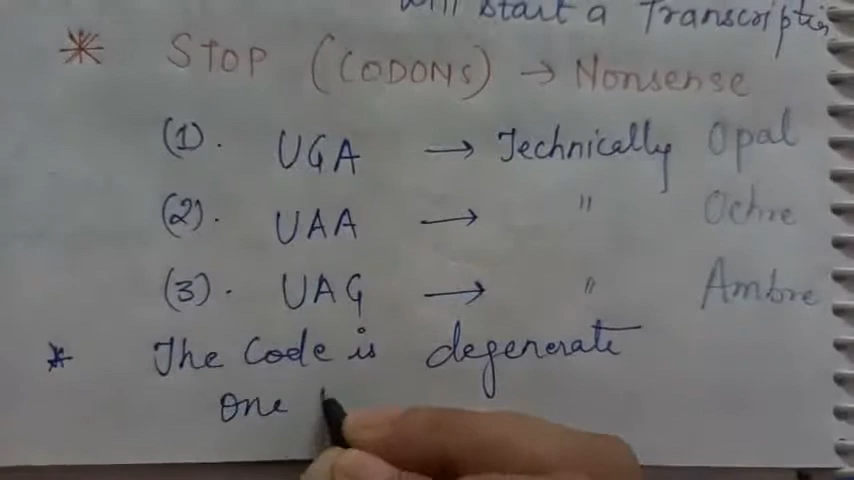 will start a Transcription
* STOP (CODONS) → Nonsense
(1). UGA → Technically Opal
(2). UAA → " Ochre
(3). UAG → " Ambre
* The Code is degenerate
One